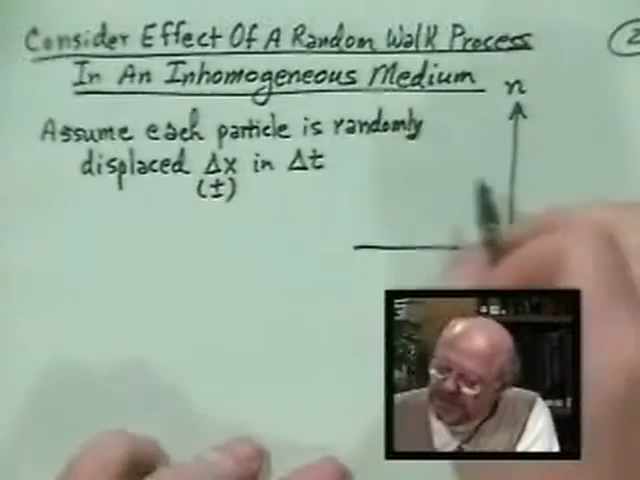 Consider Effect Of A Random Walk Process
In An Inhomogeneous Medium
2
n
Assume each particle is randomly
displaced Δx in Δt
(±)